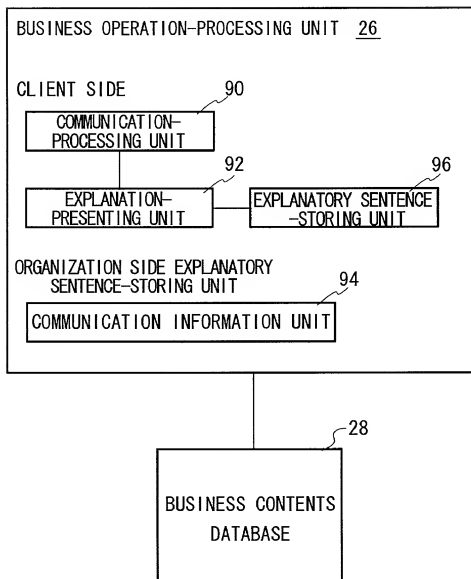 BUSINESS OPERATION-PROCESSING UNIT 26
CLIENT SIDE
90
COMMUNICATION-
PROCESSING UNIT
92
96
EXPLANATION-
PRESENTING UNIT
EXPLANATORY SENTENCE
-STORING UNIT
ORGANIZATION SIDE EXPLANATORY
SENTENCE-STORING UNIT
94
COMMUNICATION INFORMATION UNIT
28
BUSINESS CONTENTS
DATABASE